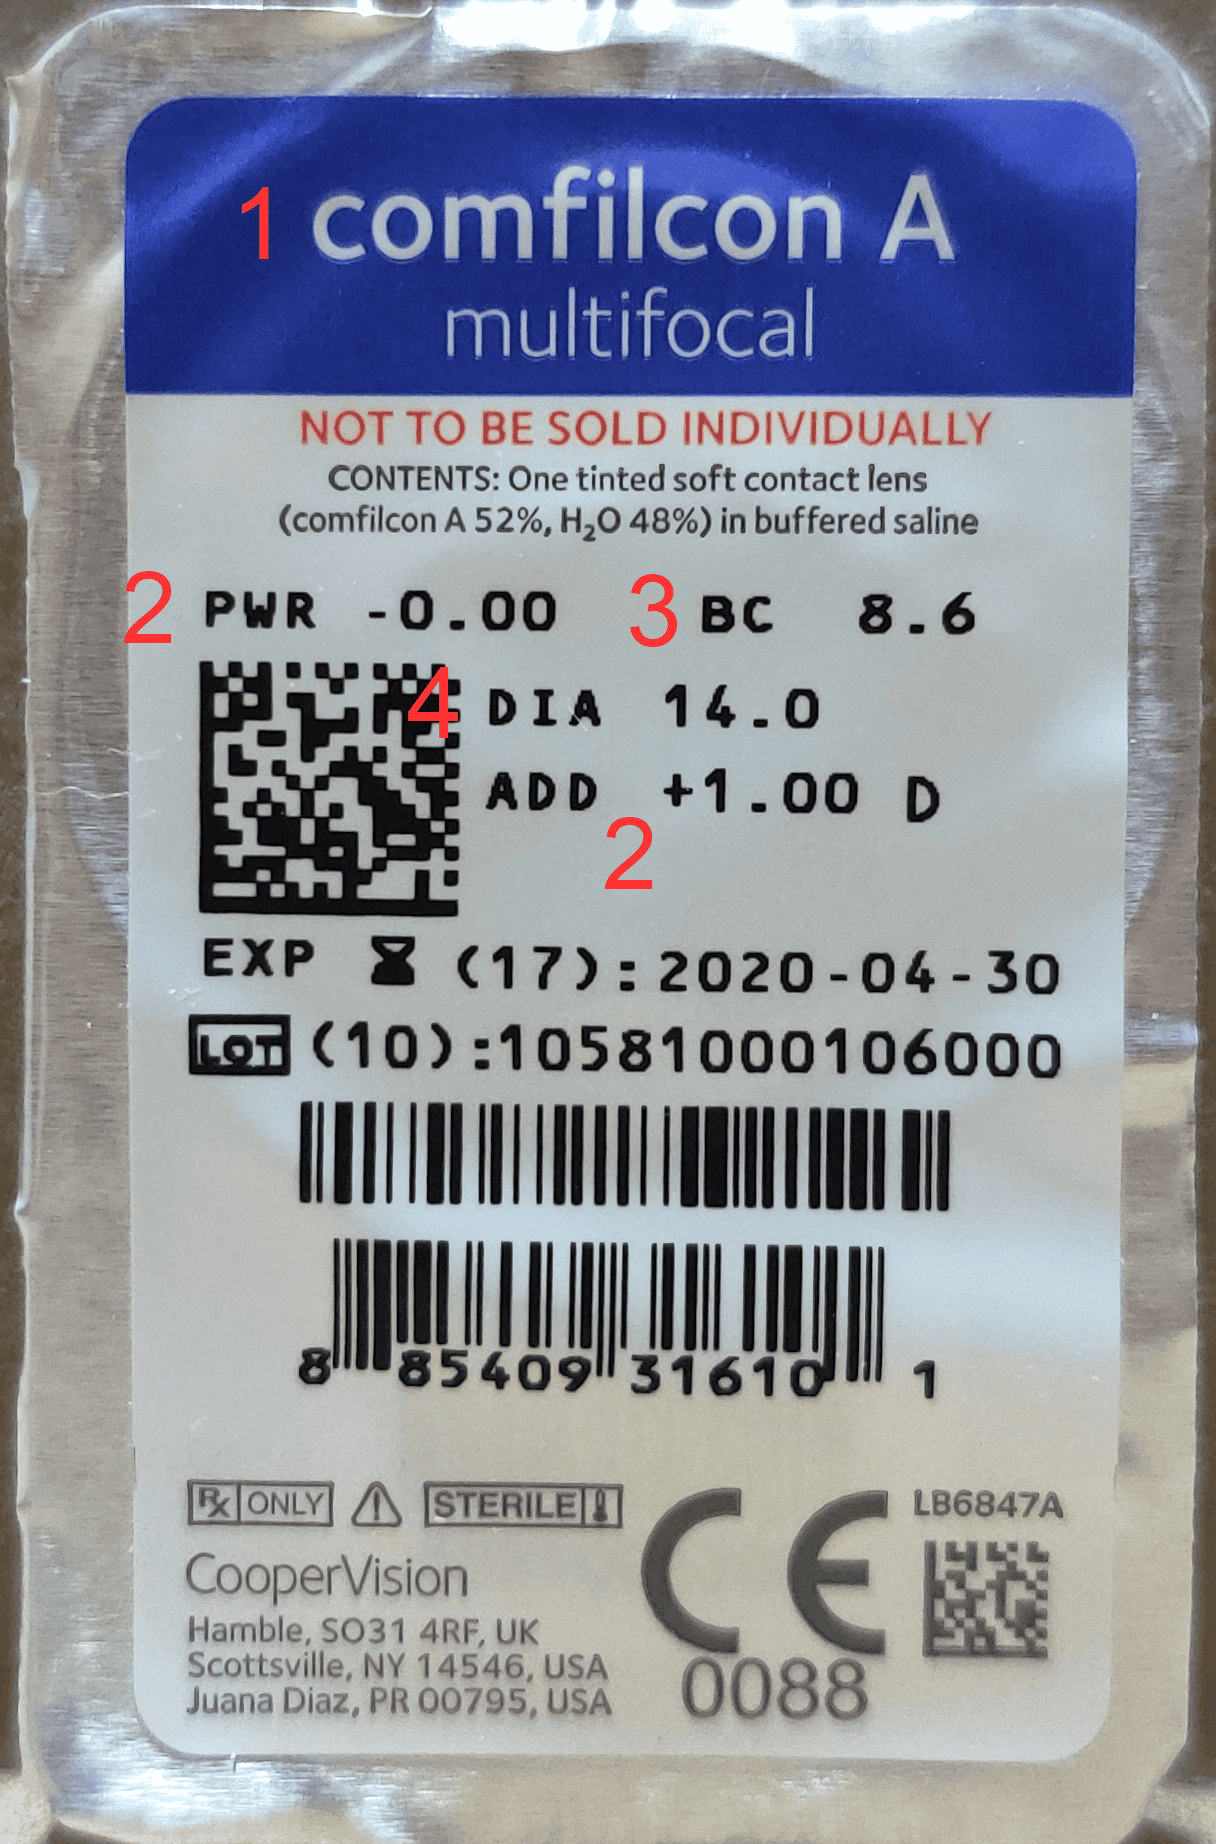 1 comfilcon A
multifocal
NOT TO BE SOLD INDIVIDUALLY
CONTENTS: One tinted soft contact lens
(comfilcon A 52%, H₂O 48%) in buffered saline
2 PWR -0.00 3 BC 8.6
4 DIA 14.0
ADD +1.00 D
2
EXP (17):2020-04-30
LOT (10):10581000106000
8 85409 31610 1
Rx ONLY STERILE LB6847A
CE
CooperVision
Hamble, SO31 4RF, UK
Scottsville, NY 14546, USA
Juana Diaz, PR 00795, USA
0088